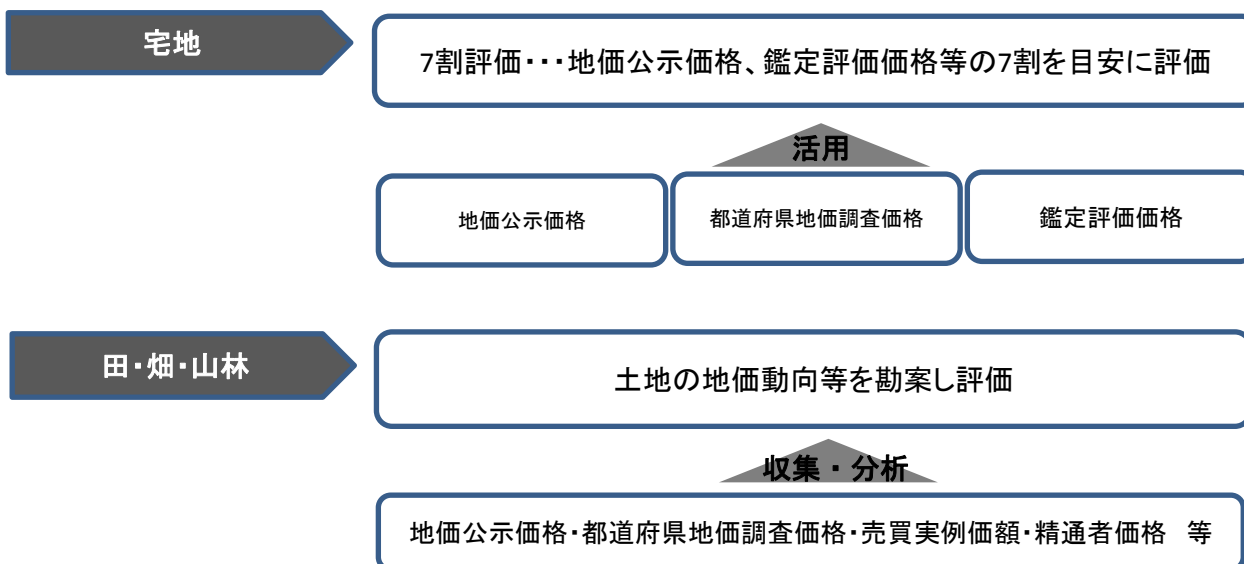 宅地
7割評価・・・地価公示価格、鑑定評価価格等の7割を目安に評価
活用
地価公示価格
都道府県地価調査価格
鑑定評価価格
田・畑・山林
土地の地価動向等を勘案し評価
収集・分析
地価公示価格・都道府県地価調査価格・売買実例価額・精通者価格　等